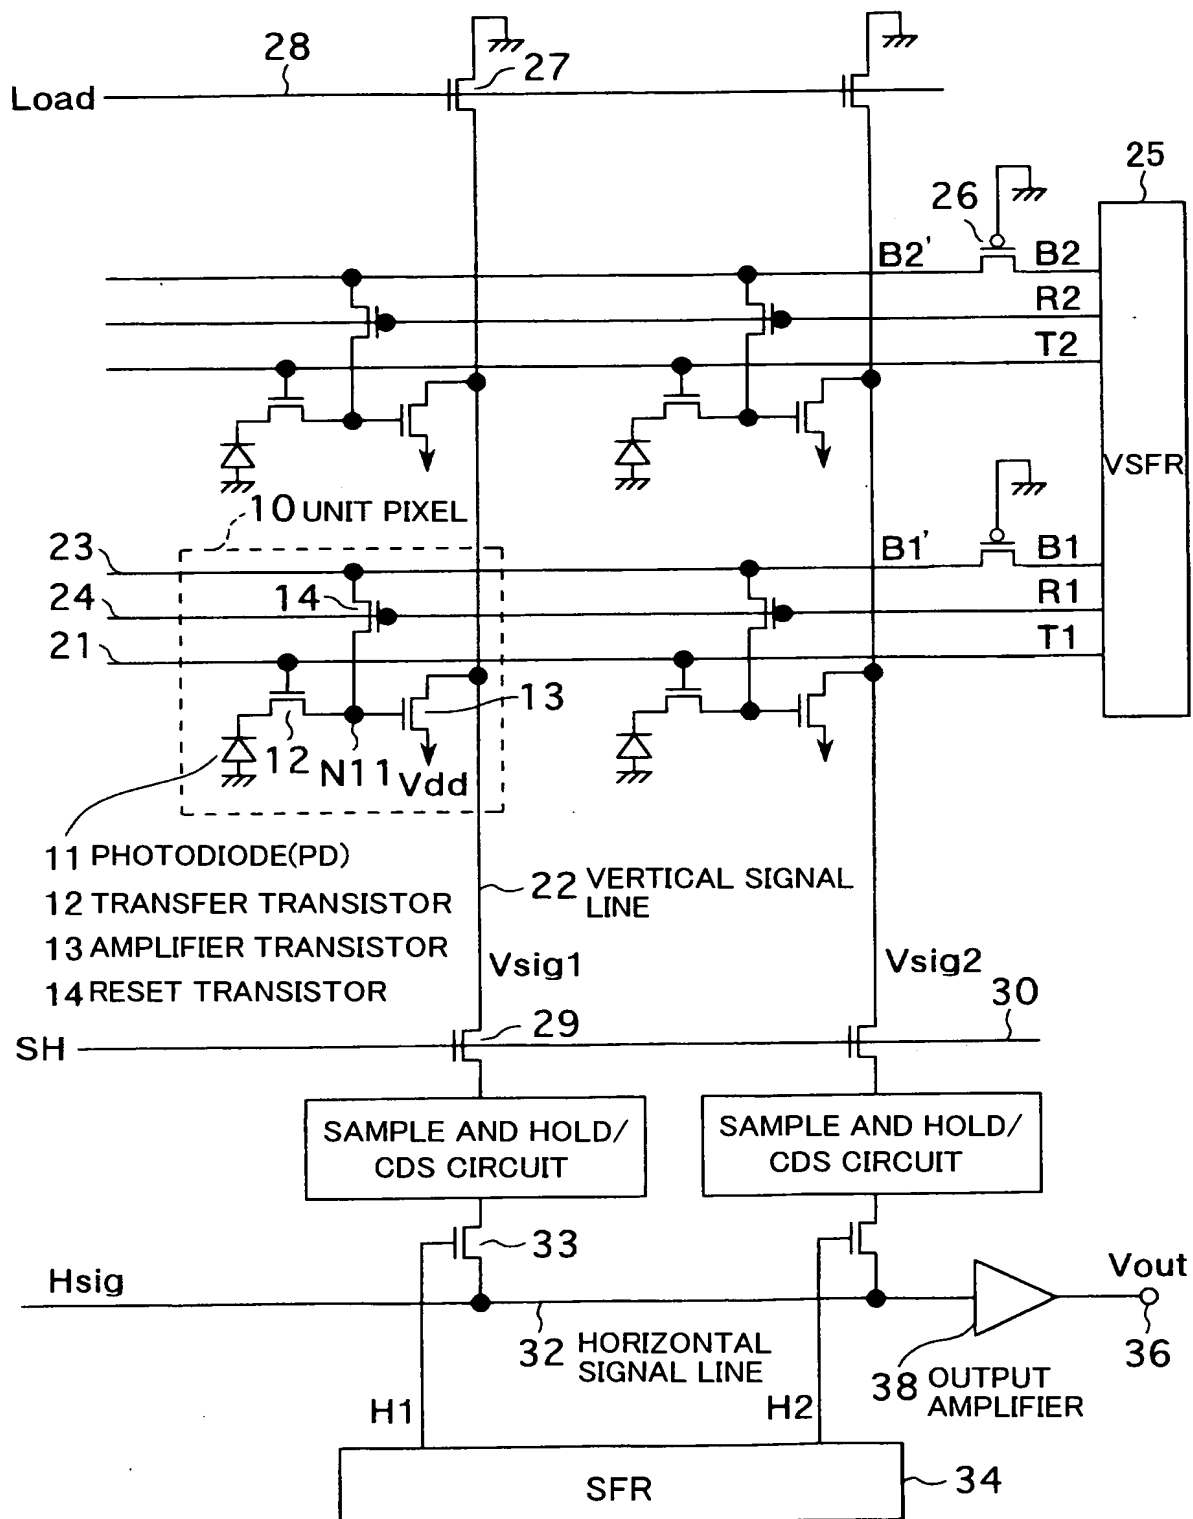 28
27
Load
25
26
B2'
B2
R2
T2
VSFR
10 UNIT PIXEL
23
B1'
B1
24
14
R1
21
T1
13
12
N11
Vdd
11 PHOTODIODE(PD)
12 TRANSFER TRANSISTOR
13 AMPLIFIER TRANSISTOR
14 RESET TRANSISTOR
22 VERTICAL SIGNAL
LINE
Vsig1
Vsig2
30
29
SH
SAMPLE AND HOLD/
CDS CIRCUIT
SAMPLE AND HOLD/
CDS CIRCUIT
33
Hsig
Vout
32 HORIZONTAL
SIGNAL LINE
36
38 OUTPUT
AMPLIFIER
H1
H2
SFR
34